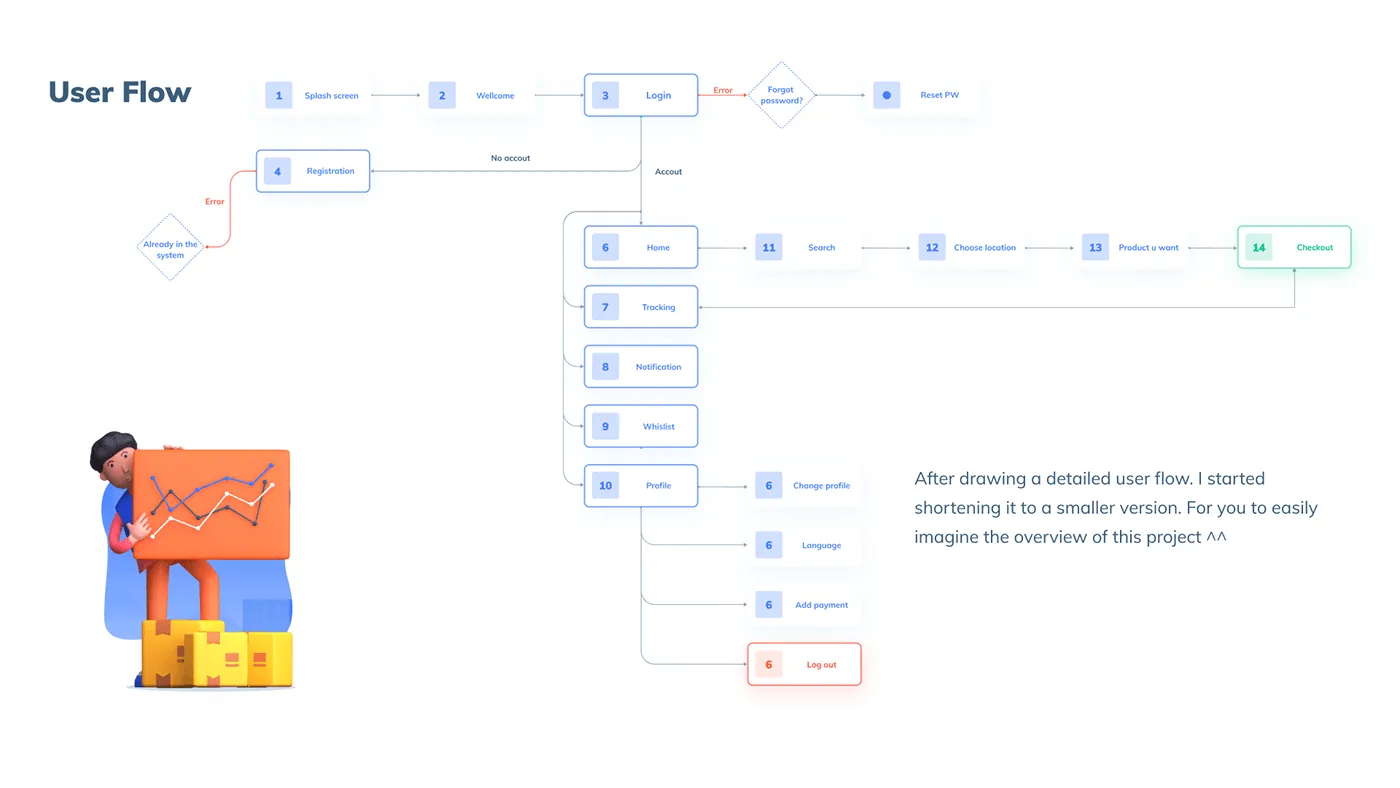 User Flow
1 Splash screen
2 Wellcome
3 Login
Error
Forgot
password?
Reset PW
4 Registration
No accout
Accout
Error
Already in the
system
6 Home
11 Search
12 Choose location
13 Product u want
14 Checkout
7 Tracking
8 Notification
9 Whislist
10 Profile
6 Change profile
6 Language
6 Add payment
6 Log out
After drawing a detailed user flow. I started
shortening it to a smaller version. For you to easily
imagine the overview of this project ^^